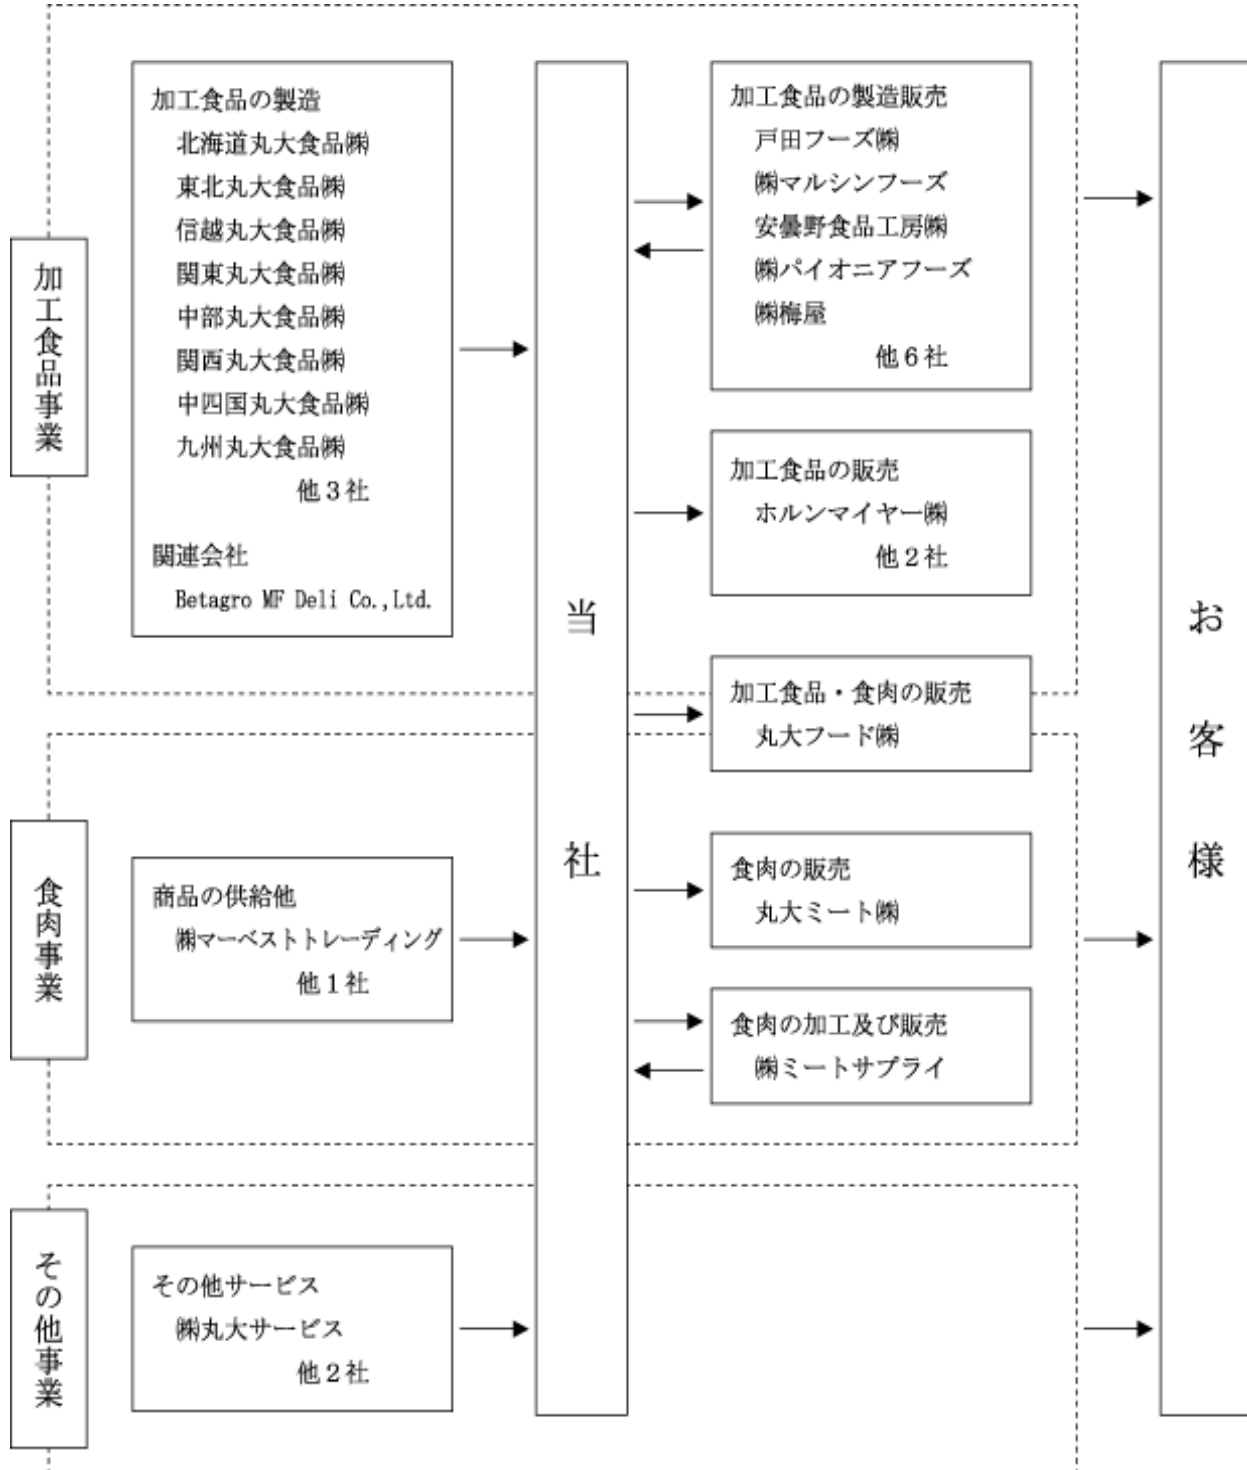 加工食品事業
加工食品の製造
北海道丸大食品㈱
東北丸大食品㈱
信越丸大食品㈱
関東丸大食品㈱
中部丸大食品㈱
関西丸大食品㈱
中四国丸大食品㈱
九州丸大食品㈱
他3社
関連会社
Betagro MF Deli Co.,Ltd.
加工食品の製造販売
戸田フーズ㈱
㈱マルシンフーズ
安曇野食品工房㈱
㈱パイオニアフーズ
㈱梅屋
他6社
加工食品の販売
ホルンマイヤー㈱
他2社
加工食品・食肉の販売
丸大フード㈱
食肉事業
商品の供給他
㈱マーベストトレーディング
他1社
食肉の販売
丸大ミート㈱
食肉の加工及び販売
㈱ミートサプライ
その他事業
その他サービス
㈱丸大サービス
他2社
当社
お客様